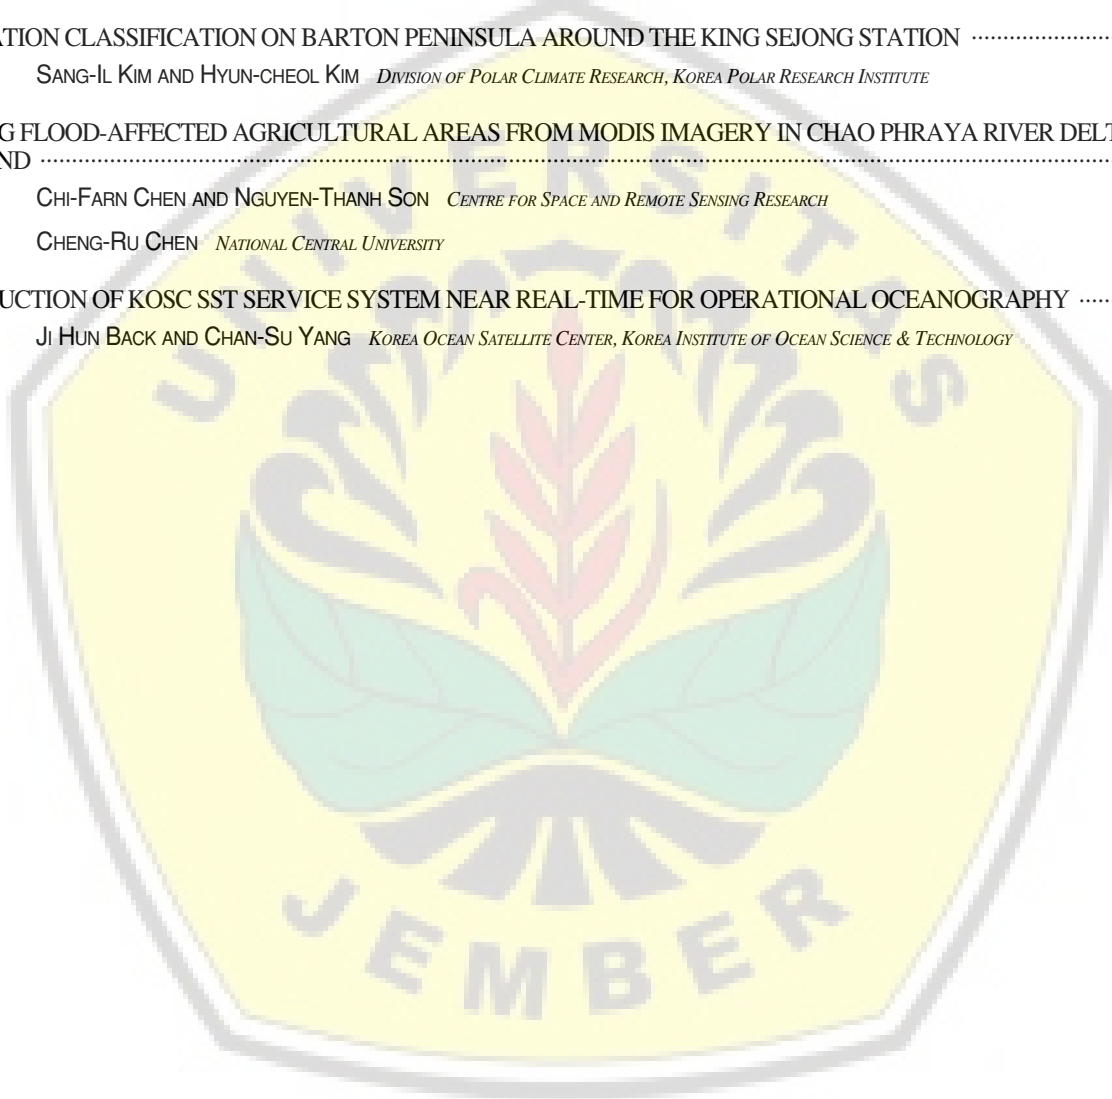 ATION CLASSIFICATION ON BARTON PENINSULA AROUND THE KING SEJONG STATION ························
SANG-IL KIM AND HYUN-CHEOL KIM DIVISION OF POLAR CLIMATE RESEARCH, KOREA POLAR RESEARCH INSTITUTE
G FLOOD-AFFECTED AGRICULTURAL AREAS FROM MODIS IMAGERY IN CHAO PHRAYA RIVER DELT
ND ························
CHI-FARN CHEN AND NGUYEN-THANH SON CENTRE FOR SPACE AND REMOTE SENSING RESEARCH
CHENG-RU CHEN NATIONAL CENTRAL UNIVERSITY
UCTION OF KOSC SST SERVICE SYSTEM NEAR REAL-TIME FOR OPERATIONAL OCEANOGRAPHY ·····
JI HUN BACK AND CHAN-SU YANG KOREA OCEAN SATELLITE CENTER, KOREA INSTITUTE OF OCEAN SCIENCE & TECHNOLOGY
UNIVERSITAS
JEMBER